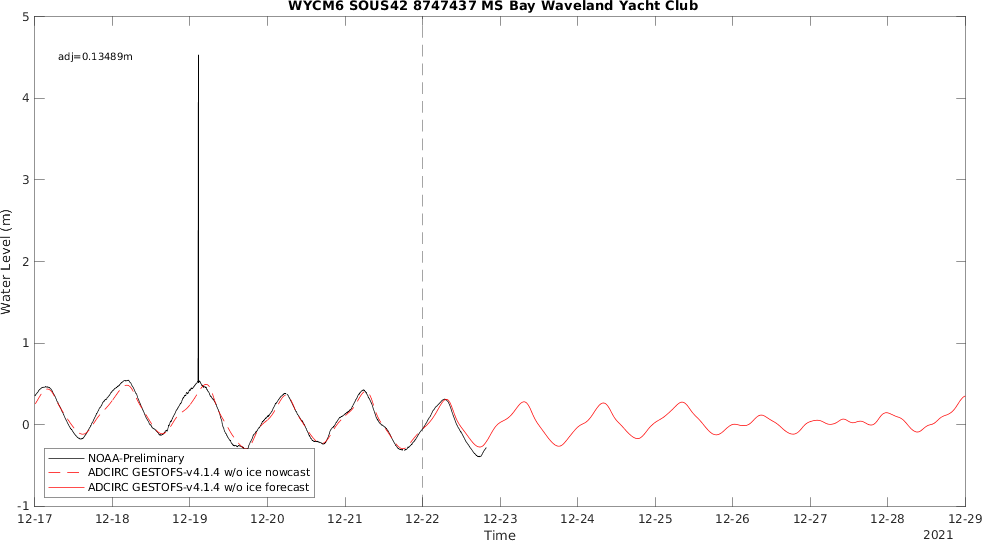 WYCM6 SOUS42 8747437 MS Bay Waveland Yacht Club
adj=0.13489m
5
4
3
2
1
0
-1
Water Level (m)
NOAA-Preliminary
ADCIRC GESTOFS-v4.1.4 w/o ice nowcast
ADCIRC GESTOFS-v4.1.4 w/o ice forecast
12-17 12-18 12-19 12-20 12-21 12-22 12-23 12-24 12-25 12-26 12-27 12-28 12-29
Time
2021